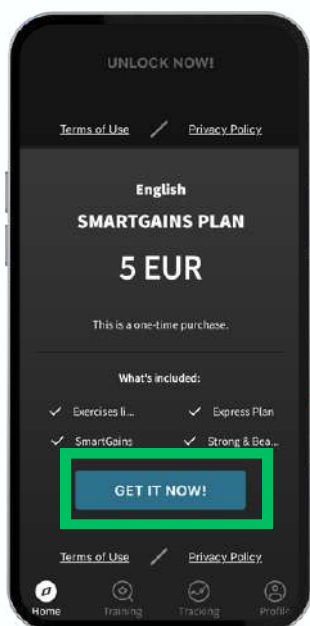 UNLOCK NOW!
Terms of Use / Privacy Policy
English
SMARTGAINS PLAN
5 EUR
This is a one-time purchase.
What's included:
Exercises li... Express Plan
SmartGains Strong & Bea...
GET IT NOW!
Terms of Use / Privacy Policy
Home Training Tracking Profile